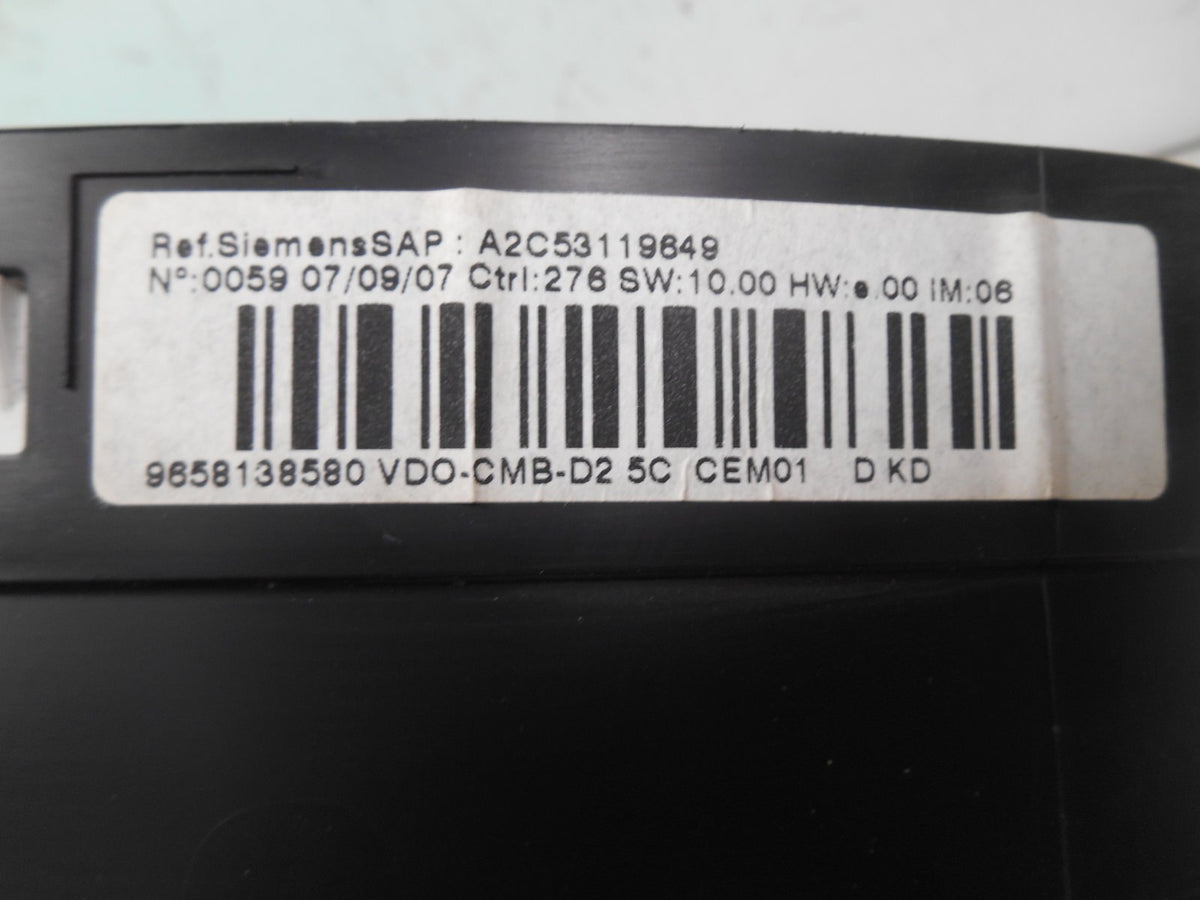 Ref.SiemensSAP : A2C53119649
Nº:0059 07/09/07 Ctrl:276 SW:10.00 HW:e.00 IM:06
9658138580 VDO-CMB-D2 5C CEM01 D KD